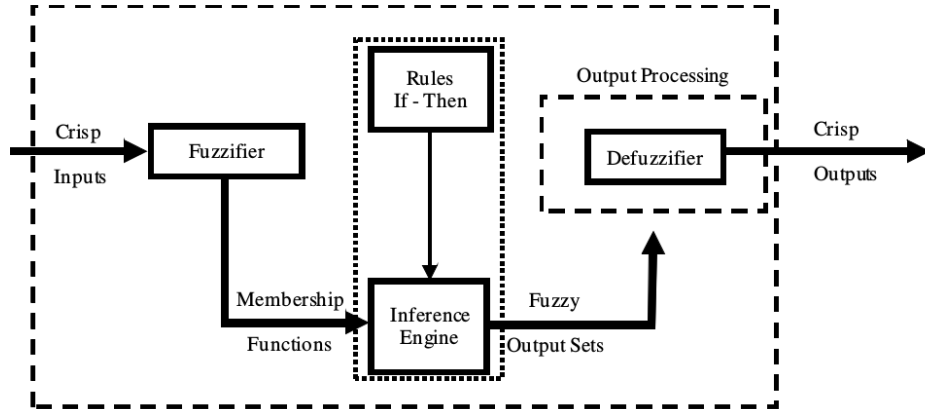 Crisp
Inputs
Fuzzifier
Membership
Functions
Rules
If - Then
Inference
Engine
Fuzzy
Output Sets
Output Processing
Defuzzifier
Crisp
Outputs